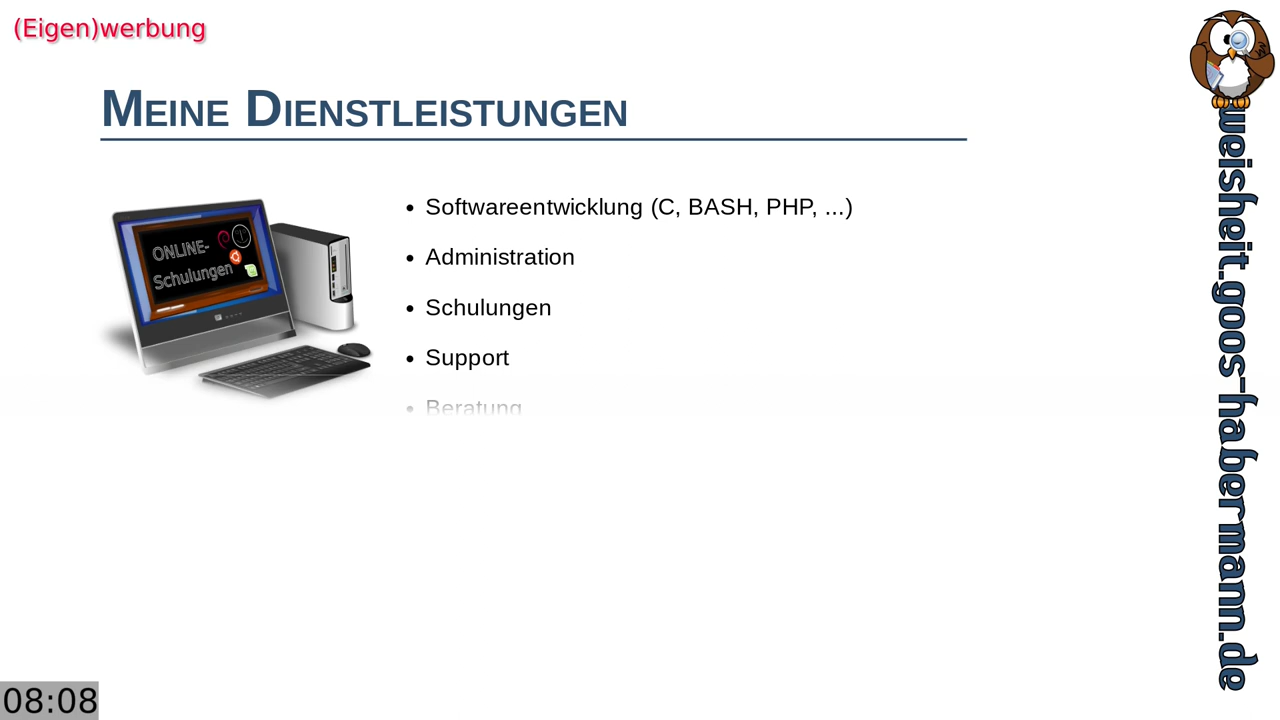 (Eigen)werbung
MEINE DIENSTLEISTUNGEN
ONLINE-
Schulungen
• Softwareentwicklung (C, BASH, PHP, ...)
• Administration
• Schulungen
• Support
• Beratung
weisheit.goos-habermann.de
08:08